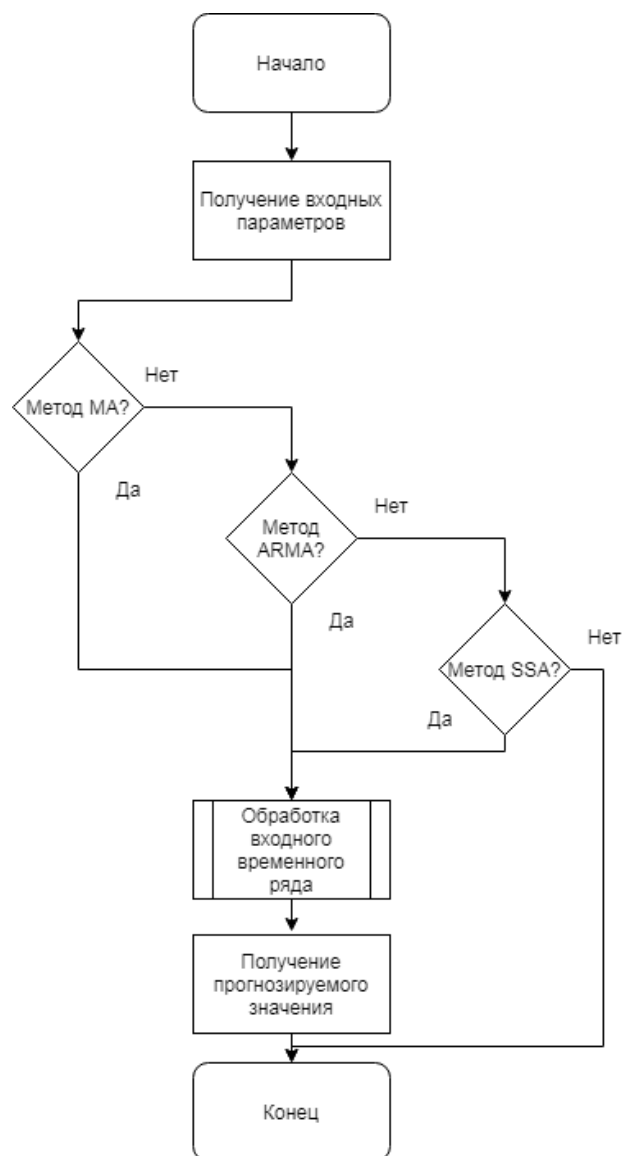 Начало
Получение входных
параметров
Нет
Метод МА?
Да
Нет
Метод
ARMA?
Да
Нет
Метод SSA?
Да
Обработка
входного
временного
ряда
Получение
прогнозируемого
значения
Конец